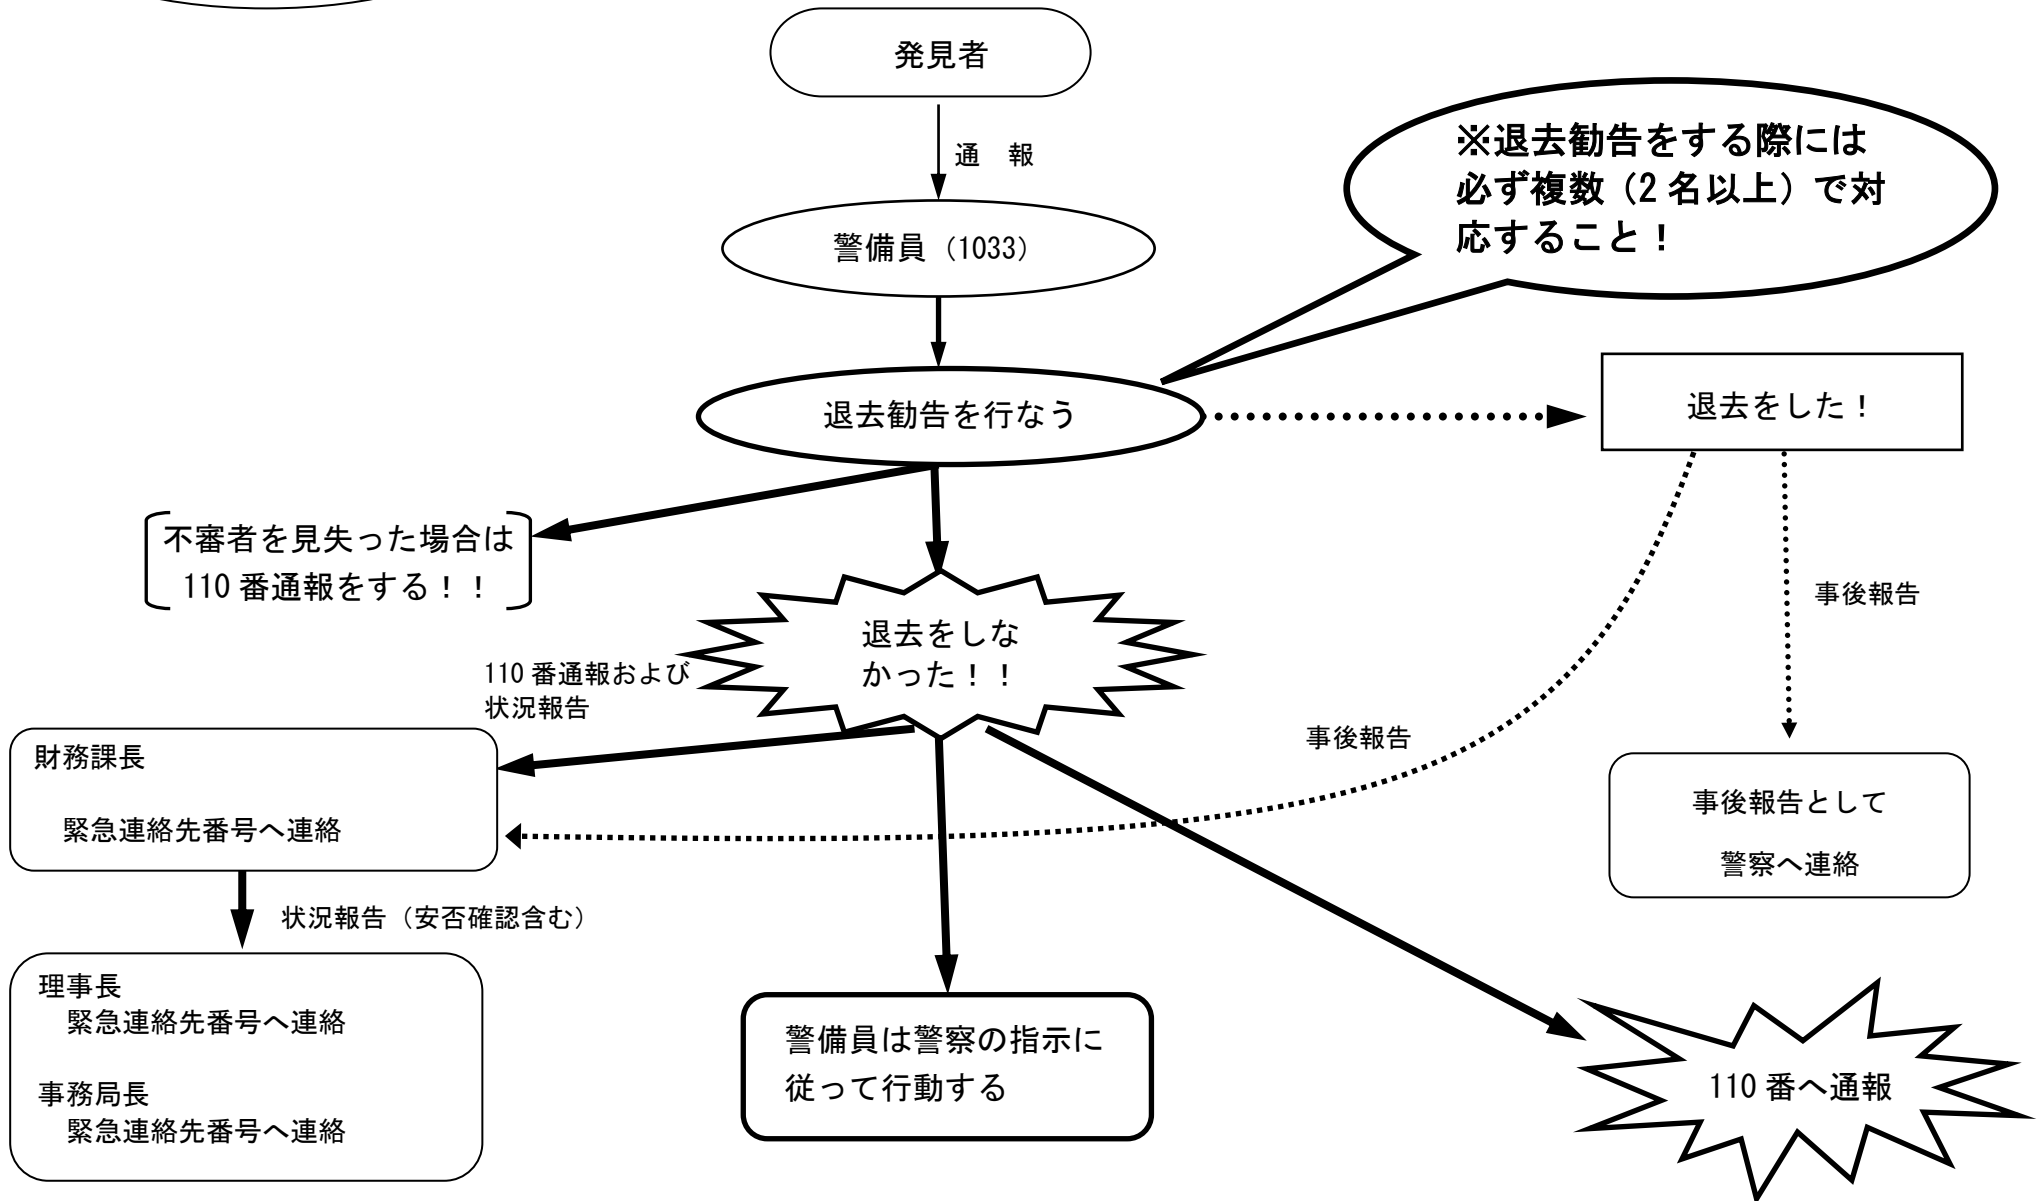 発見者
通　報
※退去勧告をする際には
必ず複数（2 名以上）で対
応すること！
警備員（1033）
退去勧告を行なう
退去をした！
不審者を見失った場合は
110 番通報をする！！
退去をしな
かった！！
事後報告
110 番通報および
状況報告
事後報告
財務課長
緊急連絡先番号へ連絡
事後報告として
警察へ連絡
状況報告（安否確認含む）
理事長
緊急連絡先番号へ連絡
事務局長
緊急連絡先番号へ連絡
警備員は警察の指示に
従って行動する
110 番へ通報